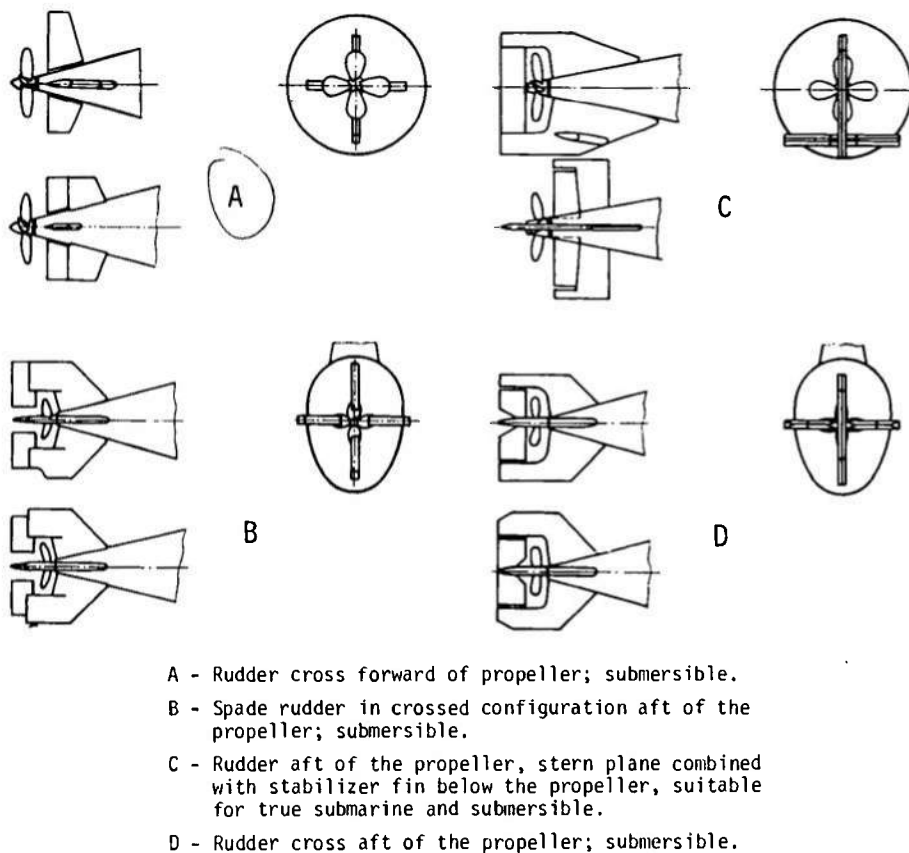 A
C
B
D
A - Rudder cross forward of propeller; submersible.
B - Spade rudder in crossed configuration aft of the
propeller; submersible.
C - Rudder aft of the propeller, stern plane combined
with stabilizer fin below the propeller, suitable
for true submarine and submersible.
D - Rudder cross aft of the propeller; submersible.